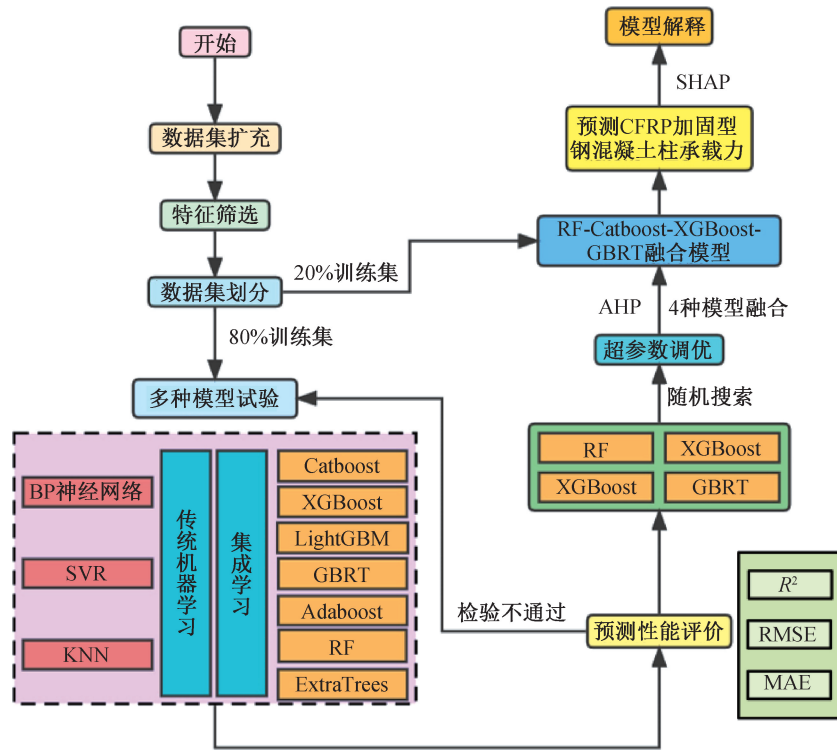 开始
数据集扩充
特征筛选
数据集划分
20%训练集
80%训练集
多种模型试验
BP神经网络
SVR
KNN
传统机器学习
集成学习
Catboost
XGBoost
LightGBM
GBRT
Adaboost
RF
ExtraTrees
检验不通过
预测性能评价
R²
RMSE
MAE
RF
XGBoost
XGBoost
GBRT
随机搜索
超参数调优
AHP
4种模型融合
RF-Catboost-XGBoost-
GBRT融合模型
预测CFRP加固型
钢混凝土柱承载力
SHAP
模型解释